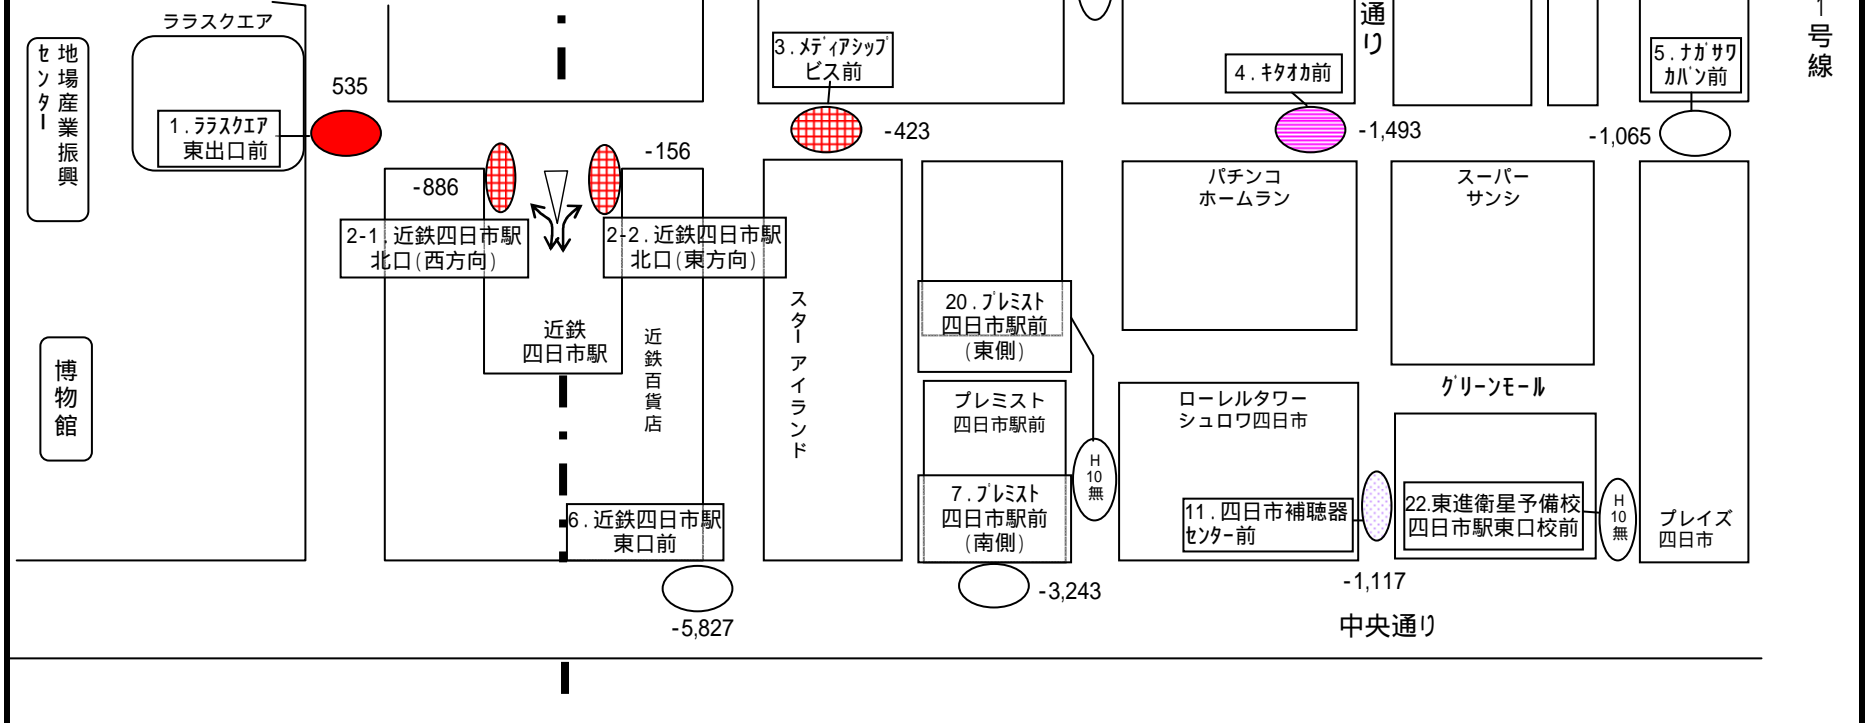 ララスクエア
地場産業振興
センター
535
1.ララスクエア
東出口前
3.メディアシップ
ビス前
-423
通り
4.キタオカ前
-1,493
5.ナガサワ
カバン前
-1,065
1号線
-886
-156
2-1.近鉄四日市駅
北口(西方向)
2-2.近鉄四日市駅
北口(東方向)
パチンコ
ホームラン
スーパー
サンシ
近鉄
四日市駅
近鉄百貨店
スターアイランド
20.プレミスト
四日市駅前
(東側)
博物館
プレミスト
四日市駅前
ローレルタワー
シュロワ四日市
グリーンモール
H
10
無
7.プレミスト
四日市駅前
(南側)
11.四日市補聴器
センター前
22.東進衛星予備校
四日市駅東口校前
H
10
無
プレイズ
四日市
6.近鉄四日市駅
東口前
-5,827
-3,243
-1,117
中央通り